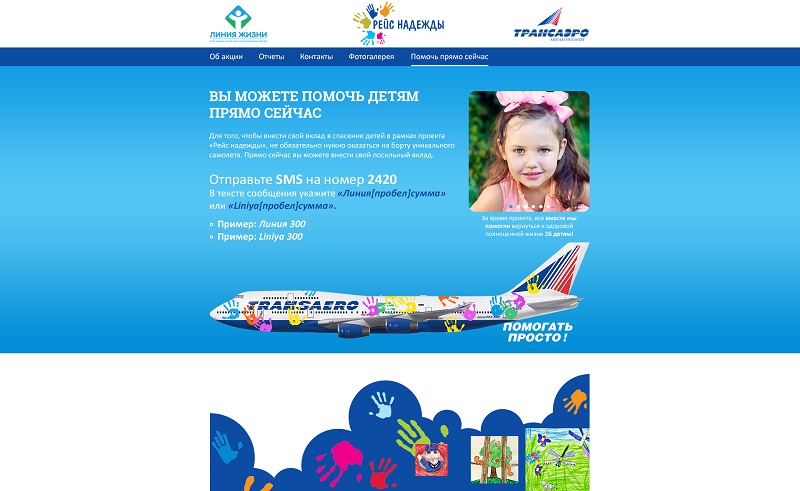 ЛИНИЯ ЖИЗНИ
РЕЙС НАДЕЖДЫ
ТРАНСАЭРО
АВИАКОМПАНИЯ
Об акции
Отчеты
Контакты
Фотогалерея
Помочь прямо сейчас
ВЫ МОЖЕТЕ ПОМОЧЬ ДЕТЯМ
ПРЯМО СЕЙЧАС
Для того, чтобы внести свой вклад в спасение детей в рамках проекта
«Рейс надежды», не обязательно нужно оказаться на борту уникального
самолета. Прямо сейчас вы можете внести свой посильный вклад.
Отправьте SMS на номер 2420
В тексте сообщения укажите «Линия[пробел]сумма»
или «Liniya[пробел]сумма».
Пример: Линия 300
Пример: Liniya 300
За время проекта, все вместе мы
помогли вернуться к здоровой
полноценной жизни 26 детям!
TRANSAERO
ПОМОГАТЬ
ПРОСТО!